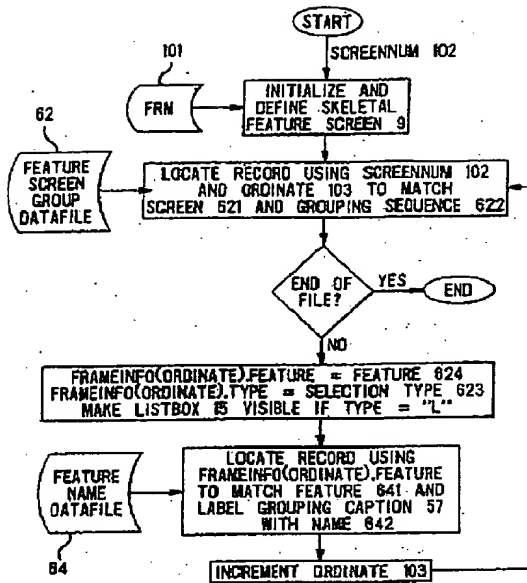 START
SCREENNUM 102
101
FRM
INITIALIZE AND
DEFINE SKELETAL
FEATURE SCREEN 9
62
FEATURE
SCREEN
GROUP
DATAFILE
LOCATE RECORD USING SCREENNUM 102
AND ORDINATE 103 TO MATCH
SCREEN 621 AND GROUPING SEQUENCE 622
END OF
FILE?
YES
END
NO
FRAMEINFO(ORDINATE).FEATURE = FEATURE 624
FRAMEINFO(ORDINATE).TYPE = SELECTION TYPE 623
MAKE LISTBOX 15 VISIBLE IF TYPE = "L"
FEATURE
NAME
DATAFILE
64
LOCATE RECORD USING
FRAMEINFO(ORDINATE).FEATURE
TO MATCH FEATURE 641 AND
LABEL GROUPING CAPTION 57
WITH NAME 642
INCREMENT ORDINATE 103